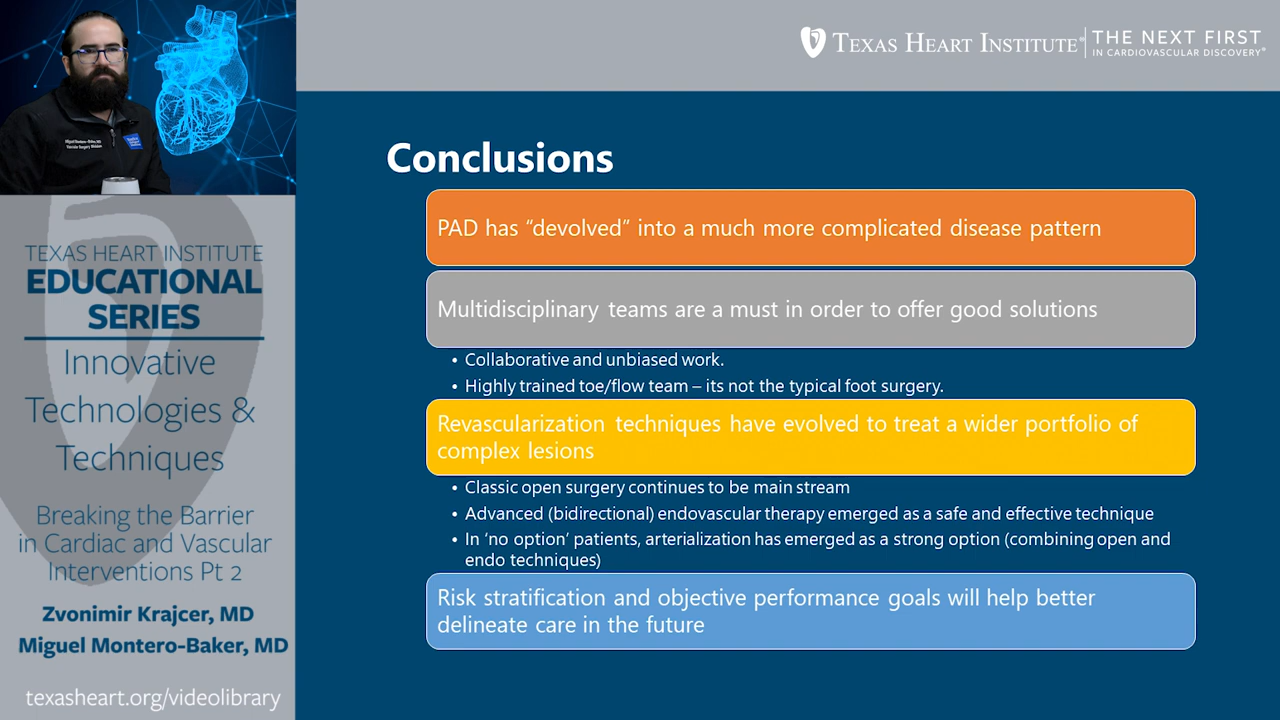 TEXAS HEART INSTITUTE® THE NEXT FIRST
IN CARDIOVASCULAR DISCOVERY®
Miguel Montero-Baker, MD
TEXAS HEART INSTITUTE
EDUCATIONAL
SERIES
Innovative
Technologies &
Techniques
Breaking the Barrier
in Cardiac and Vascular
Interventions Pt 2
Zvonimir Krajcer, MD
Miguel Montero-Baker, MD
texasheart.org/videolibrary
Conclusions
PAD has “devolved” into a much more complicated disease pattern
Multidisciplinary teams are a must in order to offer good solutions
• Collaborative and unbiased work.
• Highly trained toe/flow team – its not the typical foot surgery.
Revascularization techniques have evolved to treat a wider portfolio of
complex lesions
• Classic open surgery continues to be main stream
• Advanced (bidirectional) endovascular therapy emerged as a safe and effective technique
• In ‘no option’ patients, arterialization has emerged as a strong option (combining open and
endo techniques)
Risk stratification and objective performance goals will help better
delineate care in the future